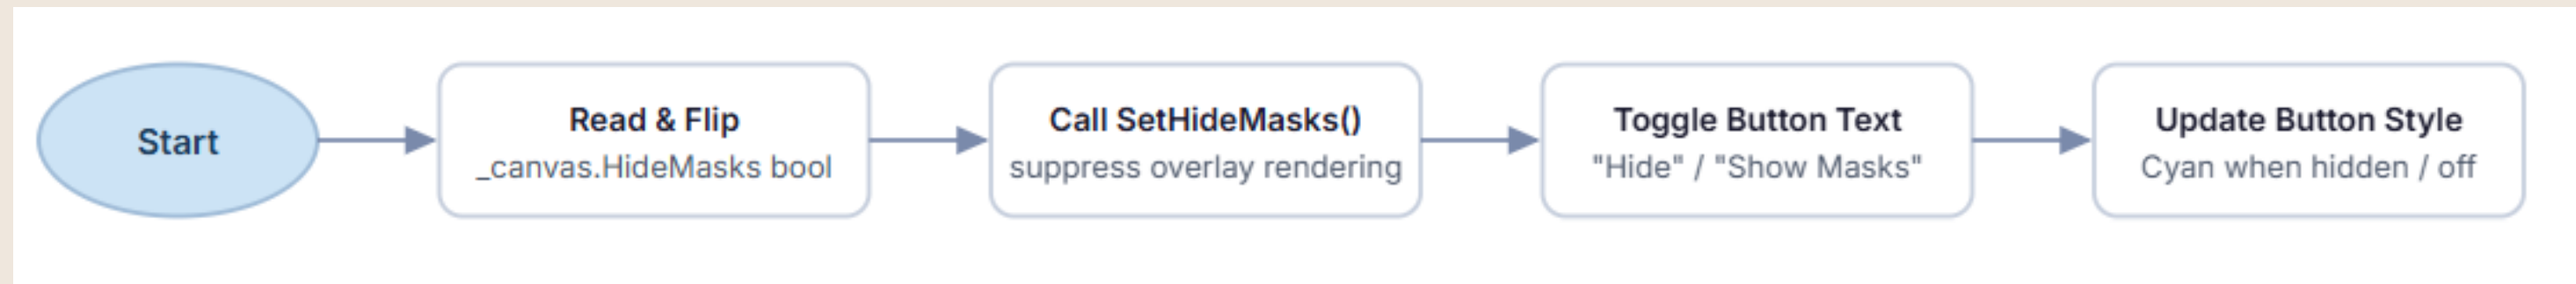 Start
Read & Flip
_canvas.HideMasks bool
Call SetHideMasks()
suppress overlay rendering
Toggle Button Text
"Hide" / "Show Masks"
Update Button Style
Cyan when hidden / off